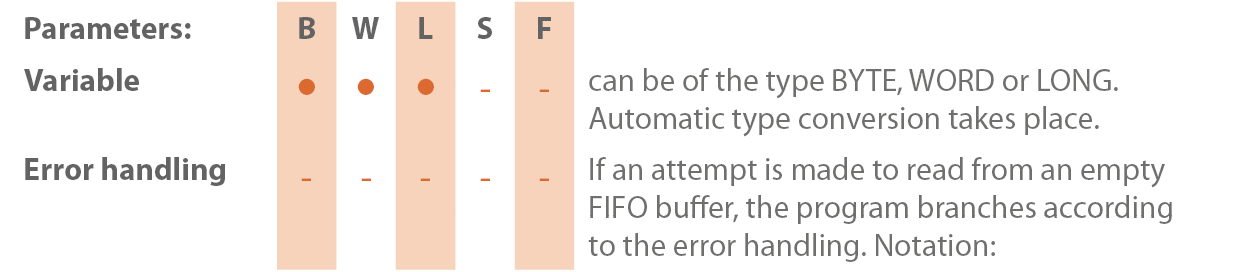 Parameters: B W L S F
Variable ● ● ● - - can be of the type BYTE, WORD or LONG.
Automatic type conversion takes place.
Error handling - - - - - If an attempt is made to read from an empty
FIFO buffer, the program branches according
to the error handling. Notation: